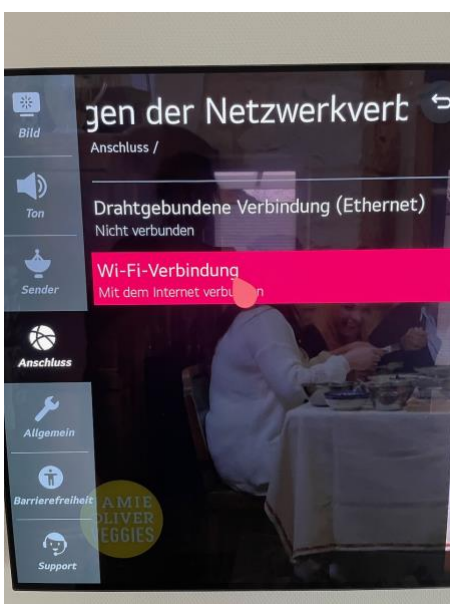 gen der Netzwerkverb
Anschluss /
Drahtgebundene Verbindung (Ethernet)
Nicht verbunden
Wi-Fi-Verbindung
Mit dem Internet
Bild
Ton
Sender
Anschluss
Allgemein
Barrierefreiheit
Support
JAMIE
OLIVER
VEGGIES